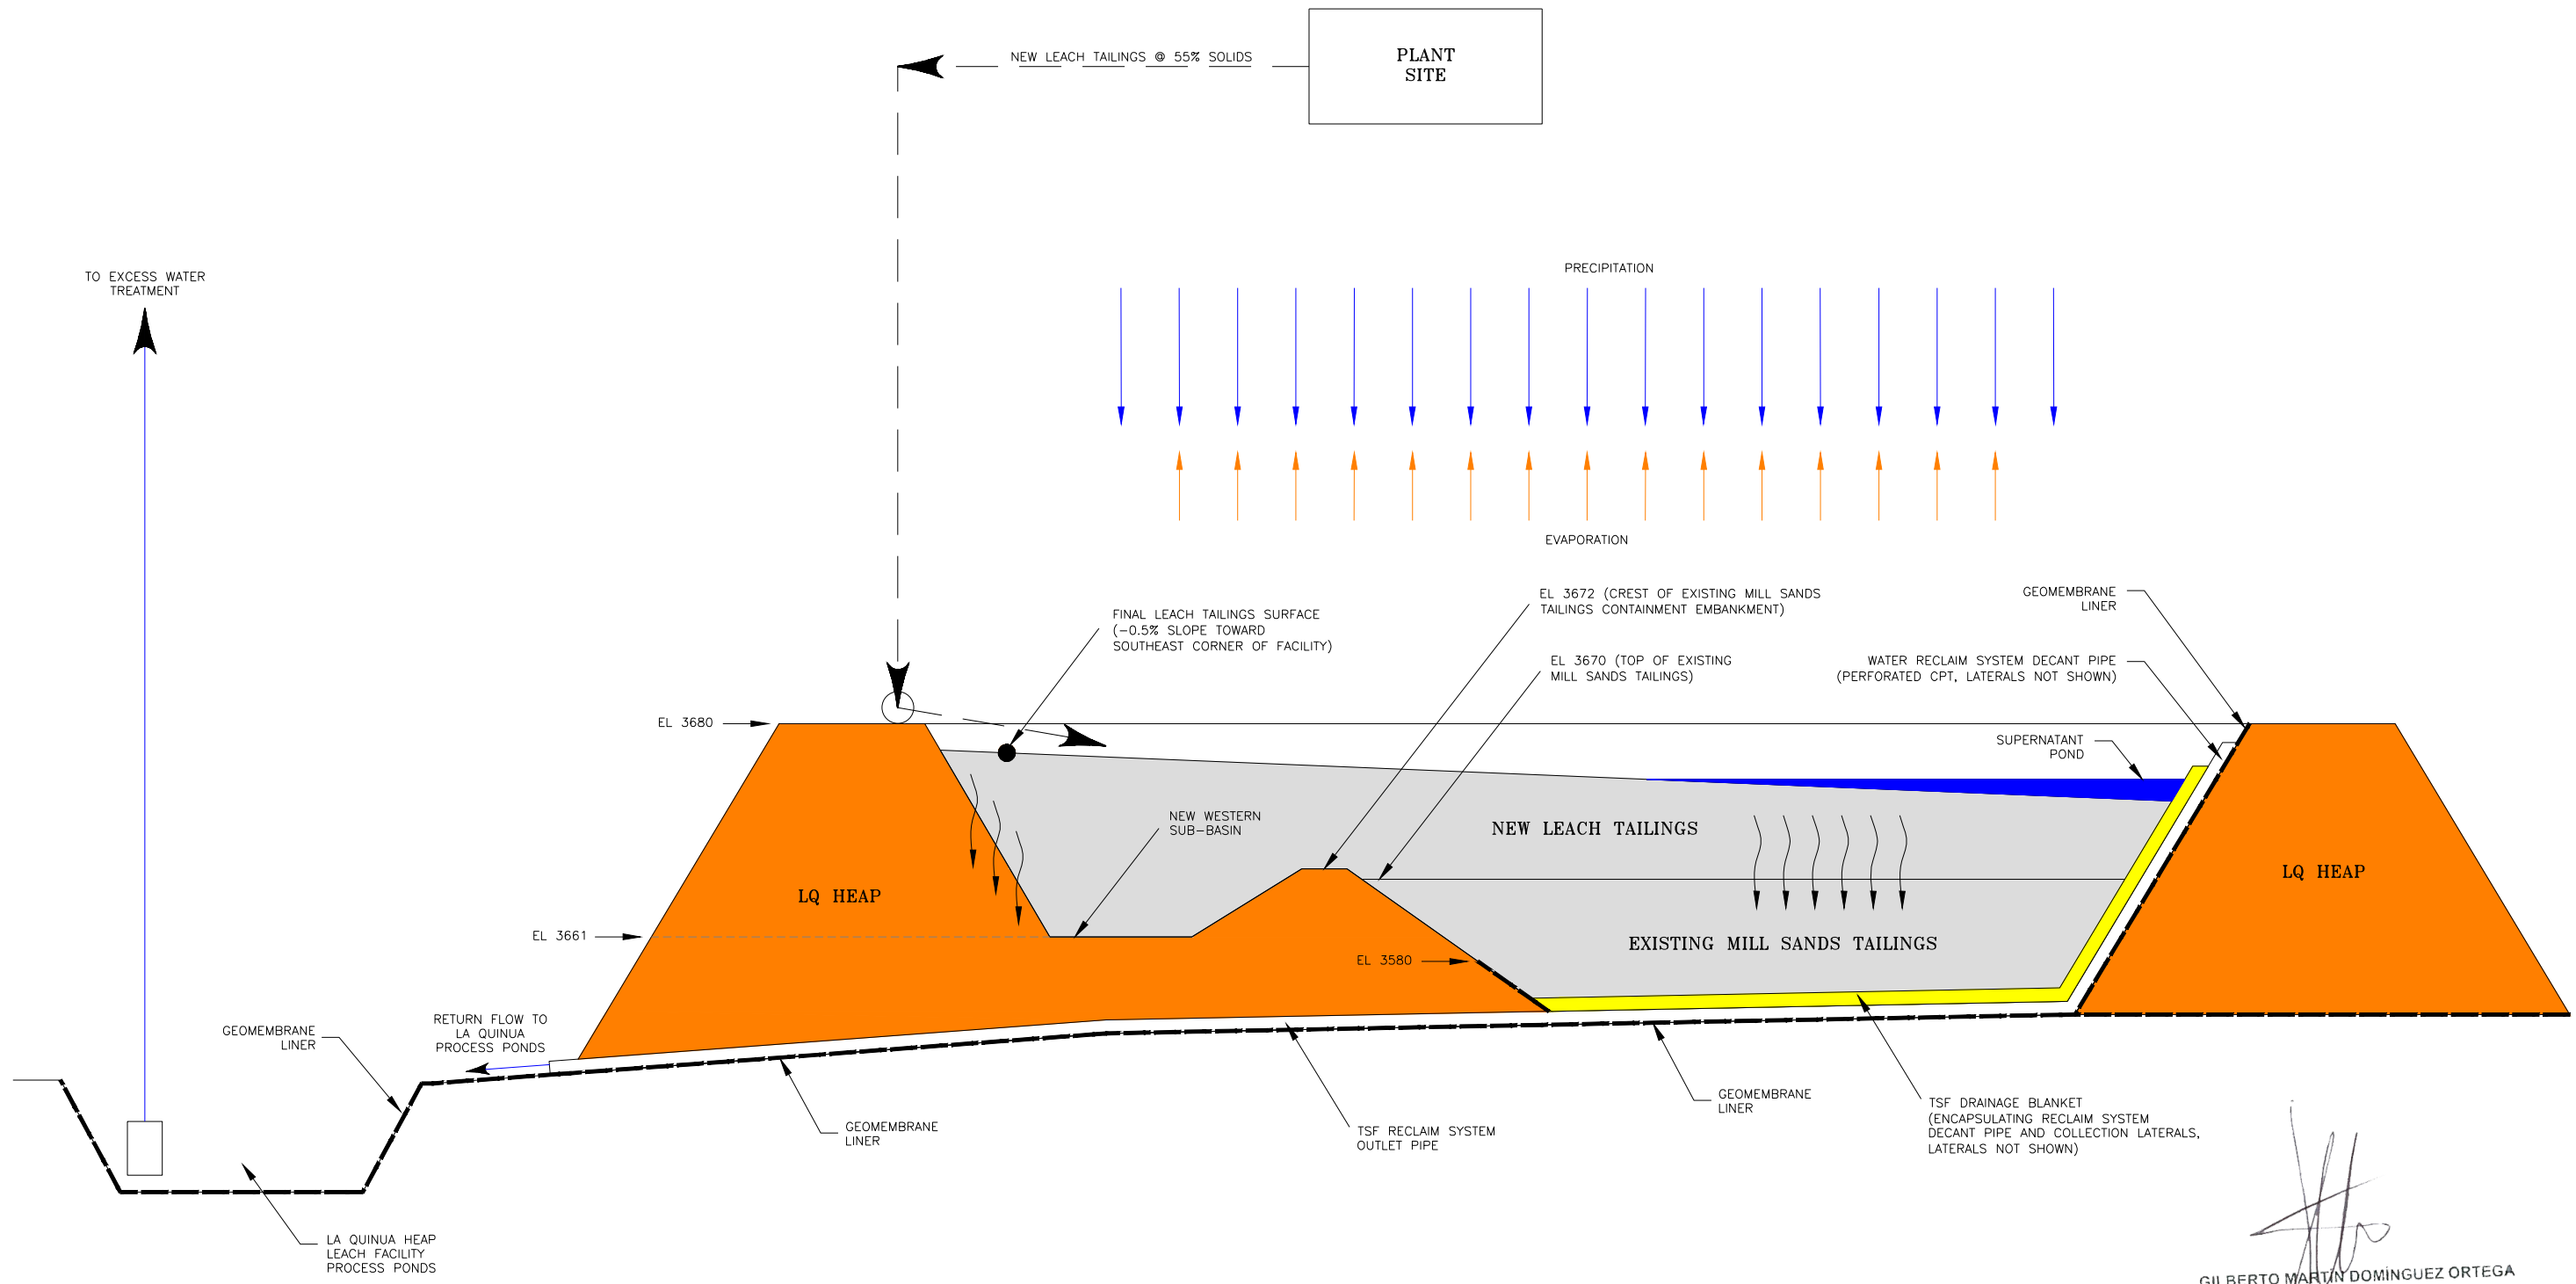 PLANT
SITE
NEW LEACH TAILINGS @ 55% SOLIDS
TO EXCESS WATER
TREATMENT
PRECIPITATION
EVAPORATION
FINAL LEACH TAILINGS SURFACE
(-0.5% SLOPE TOWARD
SOUTHEAST CORNER OF FACILITY)
EL 3672 (CREST OF EXISTING MILL SANDS
TAILINGS CONTAINMENT EMBANKMENT)
GEOMEMBRANE
LINER
EL 3670 (TOP OF EXISTING
MILL SANDS TAILINGS)
WATER RECLAIM SYSTEM DECANT PIPE
(PERFORATED CPT, LATERALS NOT SHOWN)
EL 3680
SUPERNATANT
POND
NEW WESTERN
SUB-BASIN
NEW LEACH TAILINGS
LQ HEAP
LQ HEAP
EL 3661
EXISTING MILL SANDS TAILINGS
EL 3580
RETURN FLOW TO
LA QUINUA
PROCESS PONDS
GEOMEMBRANE
LINER
GEOMEMBRANE
LINER
TSF RECLAIM SYSTEM
OUTLET PIPE
GEOMEMBRANE
LINER
TSF DRAINAGE BLANKET
(ENCAPSULATING RECLAIM SYSTEM
DECANT PIPE AND COLLECTION LATERALS,
LATERALS NOT SHOWN)
LA QUINUA HEAP
LEACH FACILITY
PROCESS PONDS
GILBERTO MARTÍN DOMÍNGUEZ ORTEGA